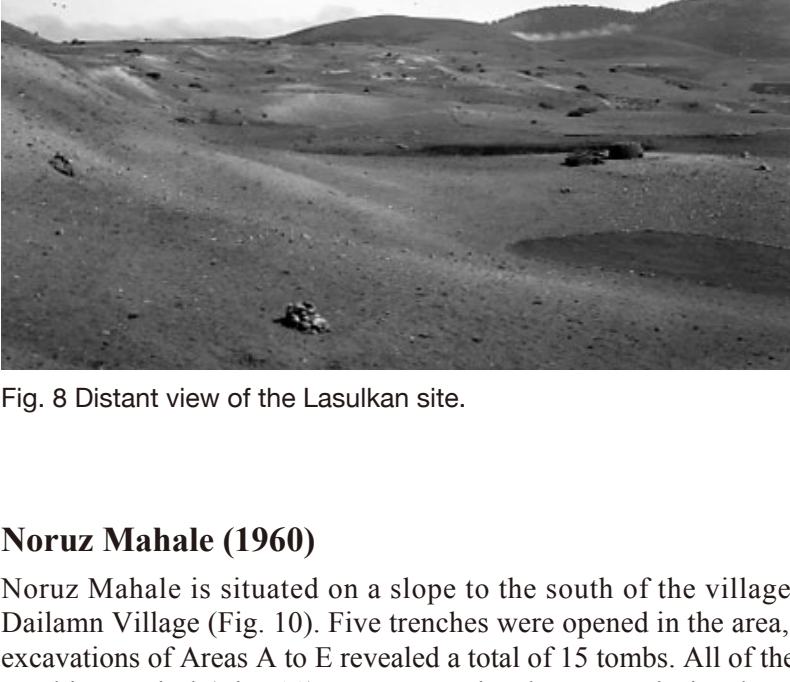 Fig. 8 Distant view of the Lasulkan site.
Noruz Mahale (1960)
Noruz Mahale is situated on a slope to the south of the village
Dailamn Village (Fig. 10). Five trenches were opened in the area,
excavations of Areas A to E revealed a total of 15 tombs. All of the